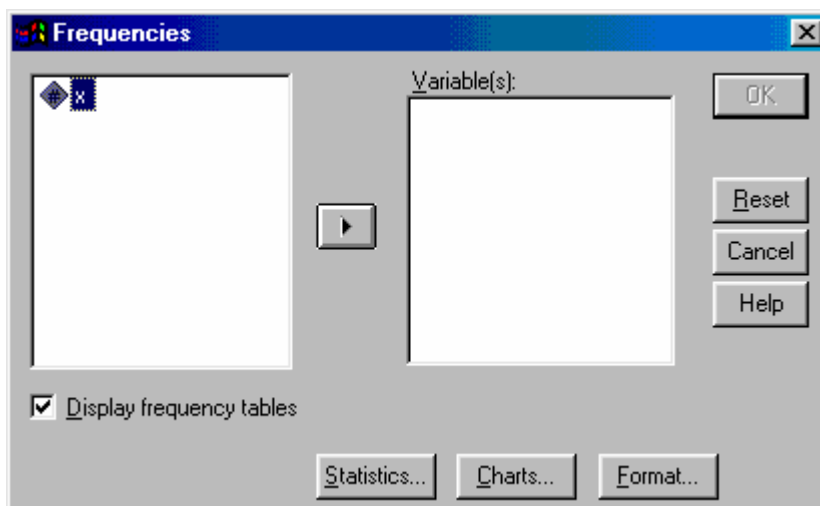 Frequencies
# x
Variable(s):
OK
Reset
Cancel
Help
Display frequency tables
Statistics...
Charts...
Format...